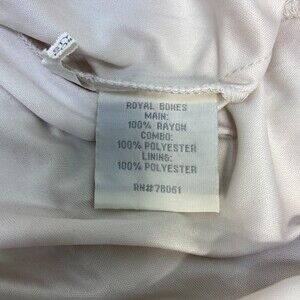 ROYAL BONES
MAIN:
100% RAYON
COMBO:
100% POLYESTER
LINING:
100% POLYESTER
RN#78061